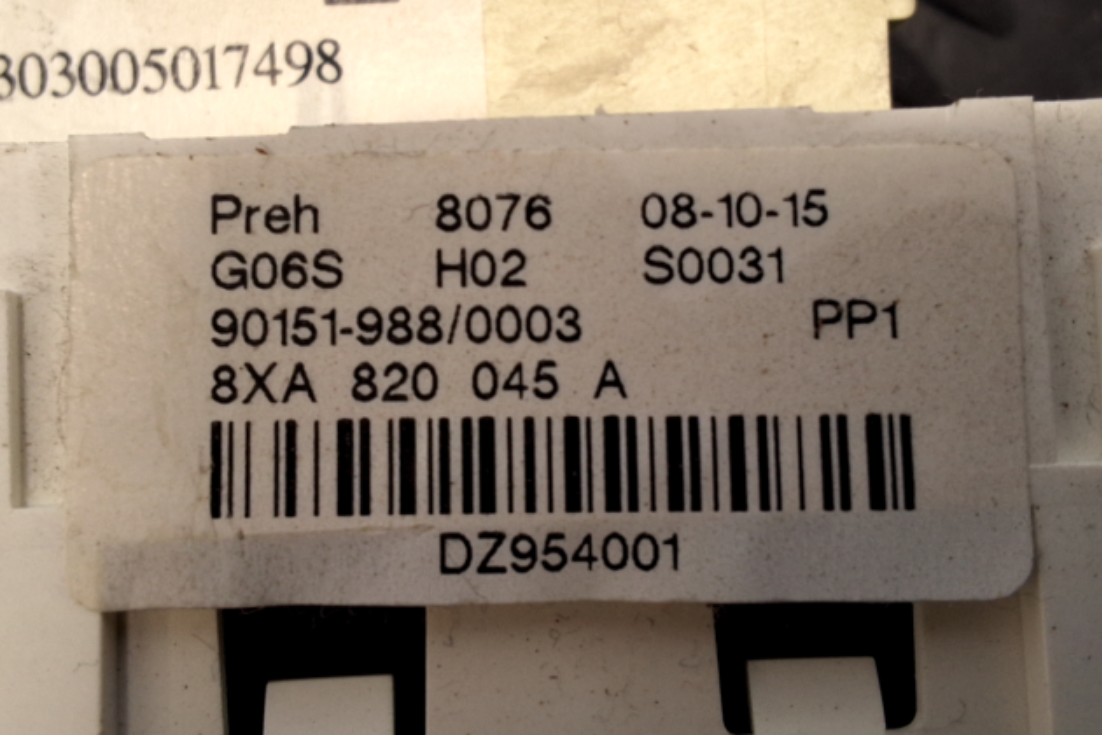 303005017498
Preh 8076 08-10-15
G06S H02 S0031
90151-988/0003 PP1
8XA 820 045 A
DZ954001